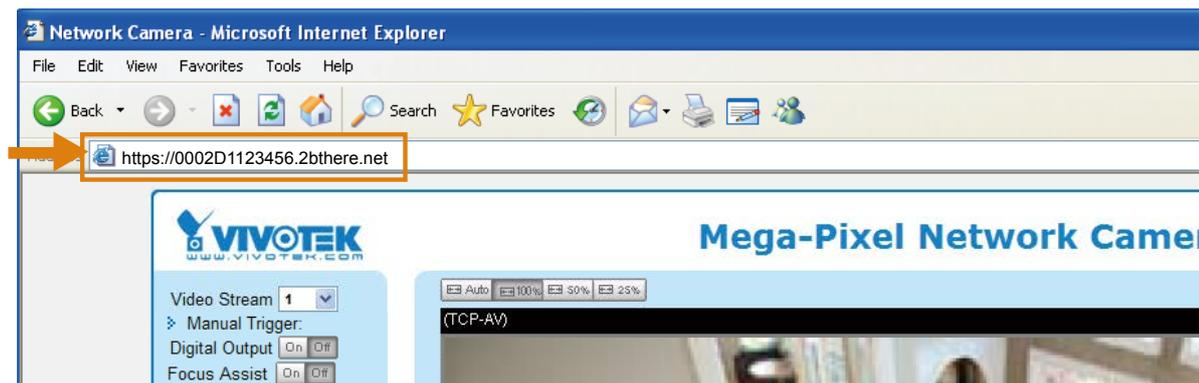 Network Camera - Microsoft Internet Explorer
File Edit View Favorites Tools Help
Back Search Favorites
https://0002D1123456.2bthere.net
VIVOTEK
www.vivotek.com
Mega-Pixel Network Camer
Auto 100% 50% 25%
(TCP-AV)
Video Stream 1
Manual Trigger:
Digital Output On Off
Focus Assist On Off